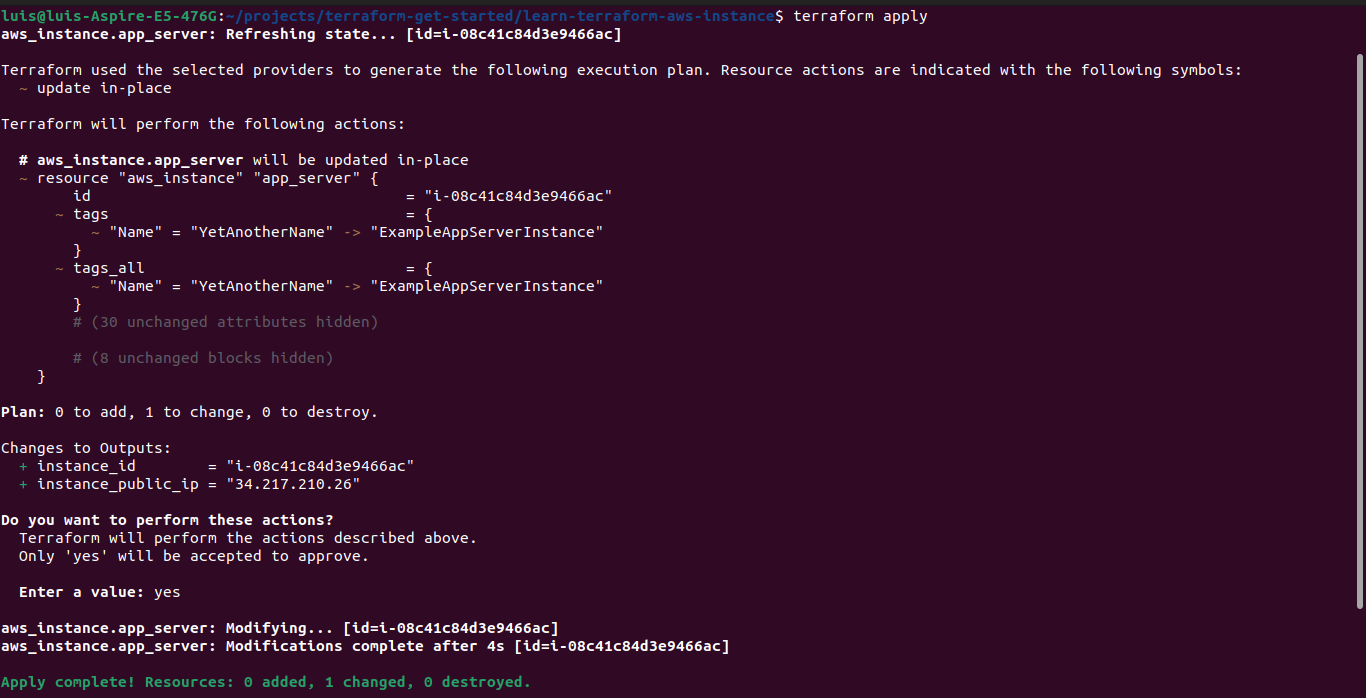 luis@luis-Aspire-E5-476G:~/projects/terraform-get-started/learn-terraform-aws-instance$ terraform apply
aws_instance.app_server: Refreshing state... [id=i-08c41c84d3e9466ac]

Terraform used the selected providers to generate the following execution plan. Resource actions are indicated with the following symbols:
  ~ update in-place

Terraform will perform the following actions:

  # aws_instance.app_server will be updated in-place
  ~ resource "aws_instance" "app_server" {
        id                                   = "i-08c41c84d3e9466ac"
      ~ tags                                 = {
          ~ "Name" = "YetAnotherName" -> "ExampleAppServerInstance"
        }
      ~ tags_all                             = {
          ~ "Name" = "YetAnotherName" -> "ExampleAppServerInstance"
        }
        # (30 unchanged attributes hidden)

        # (8 unchanged blocks hidden)
    }

Plan: 0 to add, 1 to change, 0 to destroy.

Changes to Outputs:
  + instance_id        = "i-08c41c84d3e9466ac"
  + instance_public_ip = "34.217.210.26"

Do you want to perform these actions?
  Terraform will perform the actions described above.
  Only 'yes' will be accepted to approve.

  Enter a value: yes

aws_instance.app_server: Modifying... [id=i-08c41c84d3e9466ac]
aws_instance.app_server: Modifications complete after 4s [id=i-08c41c84d3e9466ac]

Apply complete! Resources: 0 added, 1 changed, 0 destroyed.